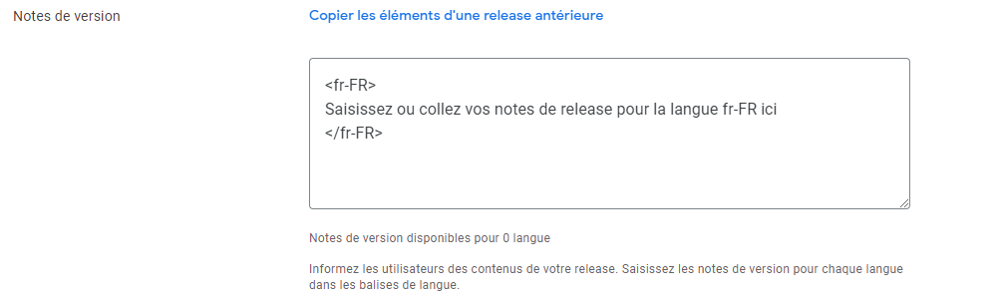 Notes de version
Copier les éléments d'une release antérieure
<fr-FR>
Saisissez ou collez vos notes de release pour la langue fr-FR ici
</fr-FR>
Notes de version disponibles pour 0 langue
Informez les utilisateurs des contenus de votre release. Saisissez les notes de version pour chaque langue
dans les balises de langue.